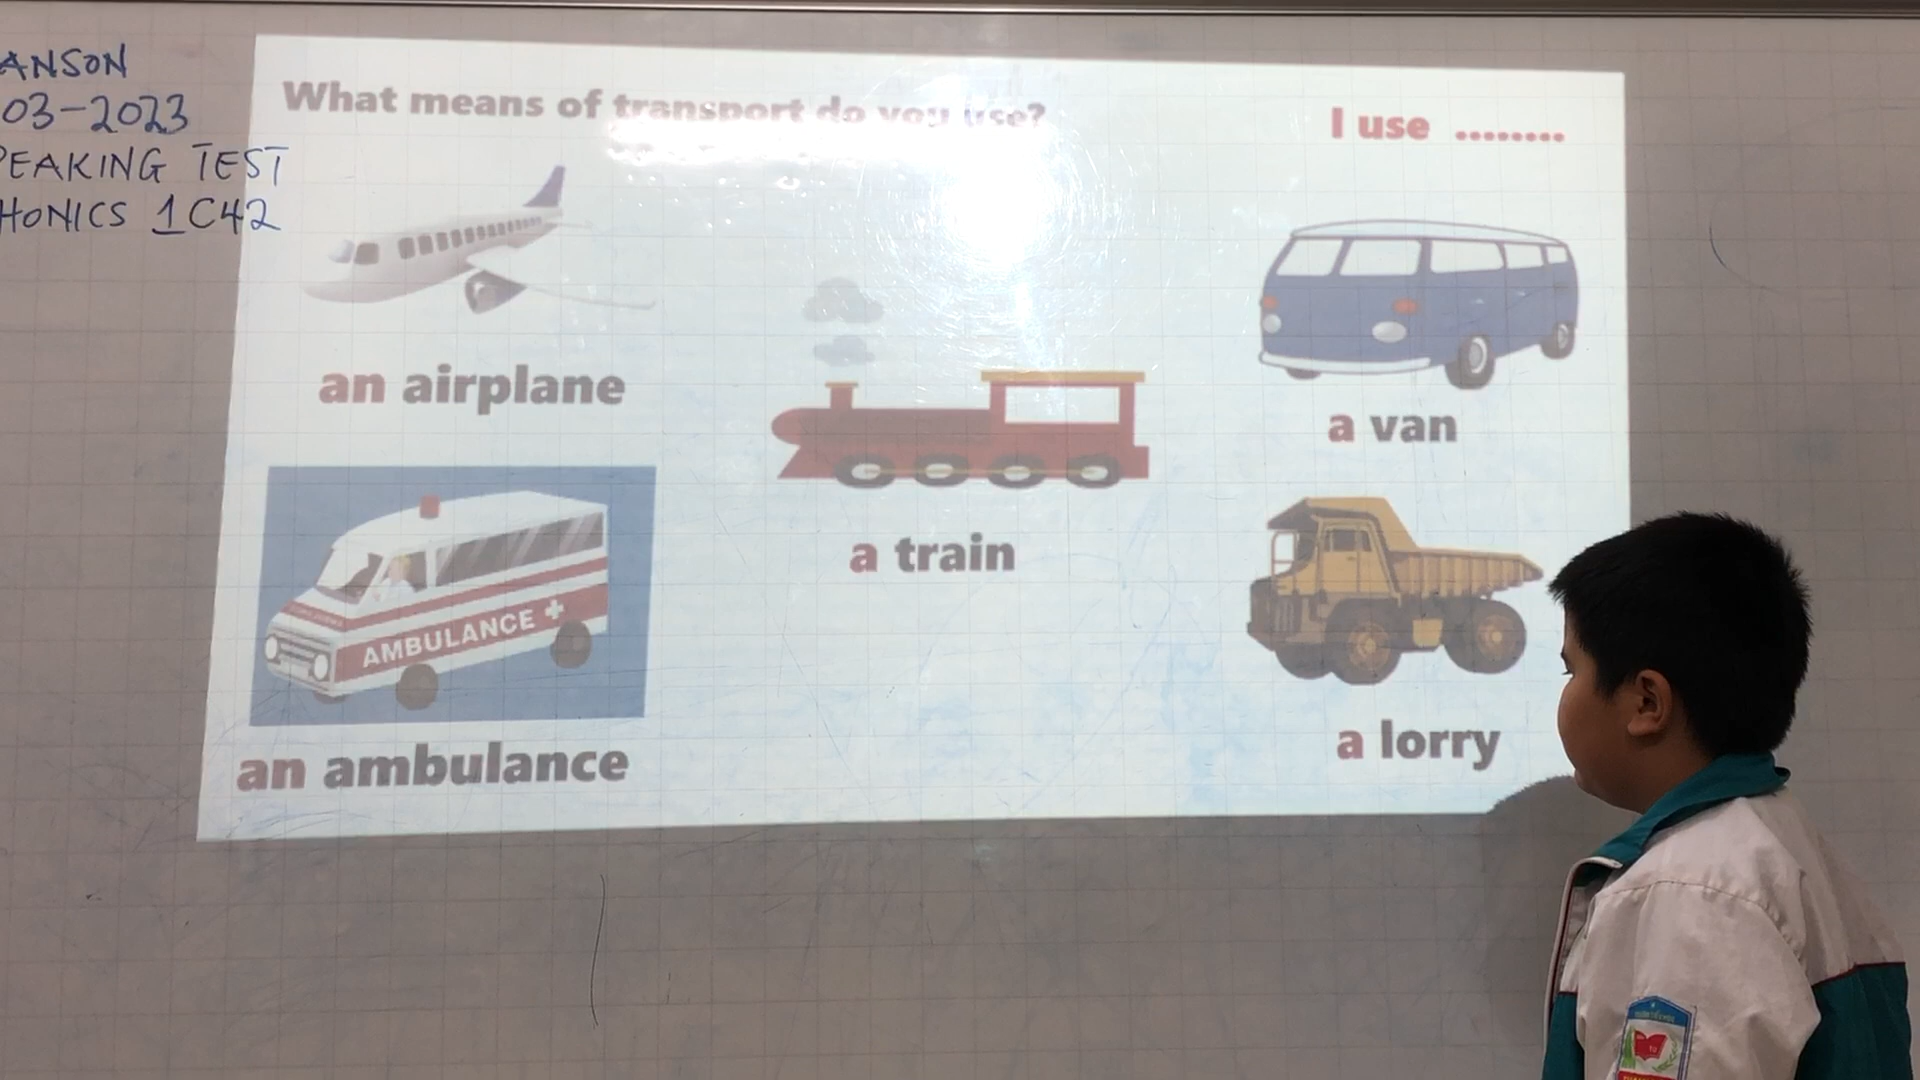 ANSON
03-2023
PEAKING TEST
HONICS 1C42
What means of transport do you use?
I use ........
an airplane
a van
a train
AMBULANCE
an ambulance
a lorry